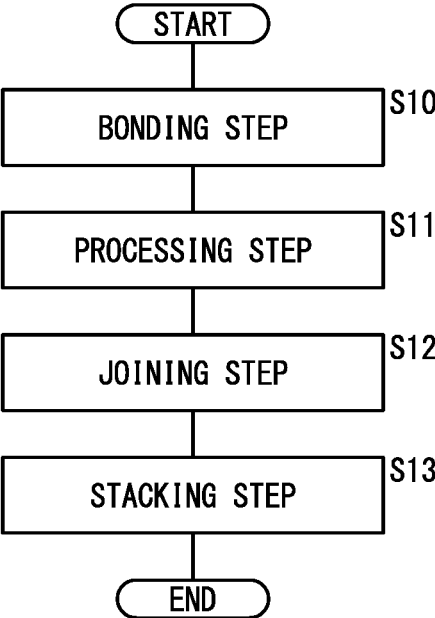 START
S10
BONDING STEP
S11
PROCESSING STEP
S12
JOINING STEP
S13
STACKING STEP
END